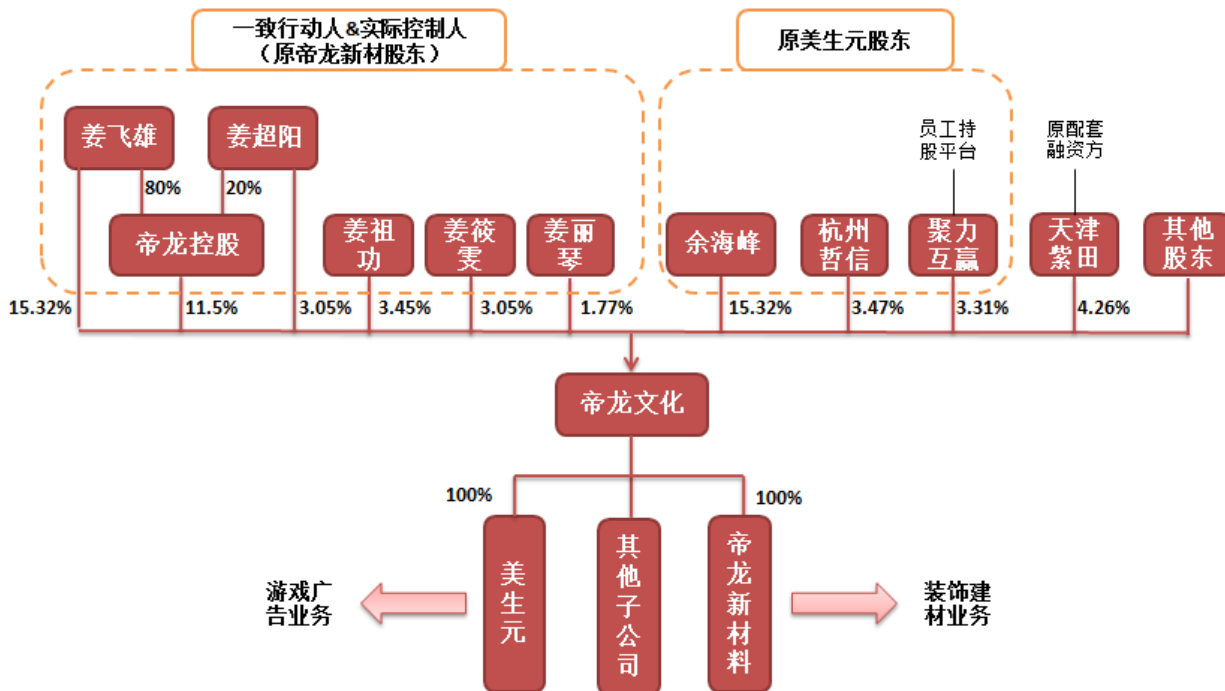 一致行动人&实际控制人
（原帝龙新材股东）
原美生元股东
姜飞雄
姜超阳
员工持
股平台
原配套
融资方
80%
20%
帝龙控股
姜祖
功
姜筱
雯
姜丽
琴
余海峰
杭州
哲信
聚力
互赢
天津
紫田
其他
股东
15.32%
11.5%
3.05%
3.45%
3.05%
1.77%
15.32%
3.47%
3.31%
4.26%
帝龙文化
100%
100%
美生元
其他子公司
帝龙新材料
游戏广
告业务
装饰建
材业务